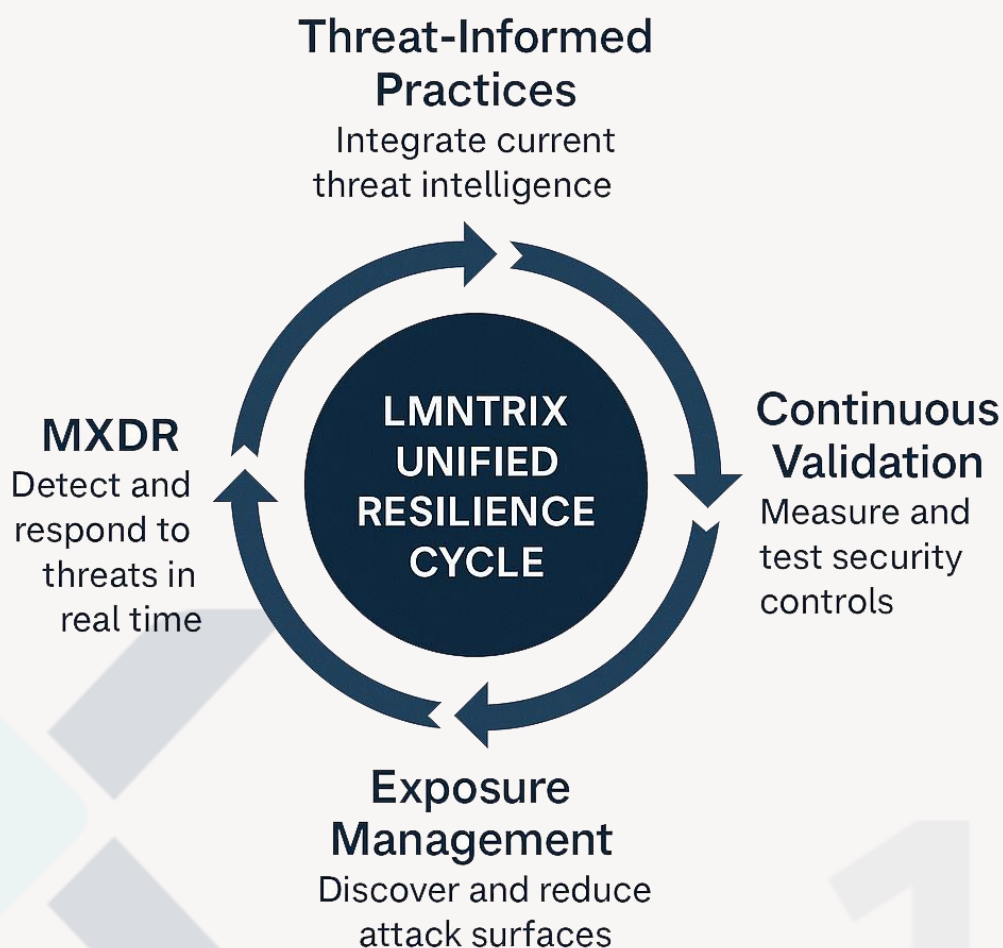 Threat-Informed
Practices
Integrate current
threat intelligence
LMNTRIX
UNIFIED
RESILIENCE
CYCLE
Continuous
Validation
Measure and
test security
controls
Exposure
Management
Discover and reduce
attack surfaces
MXDR
Detect and
respond to
threats in
real time
1